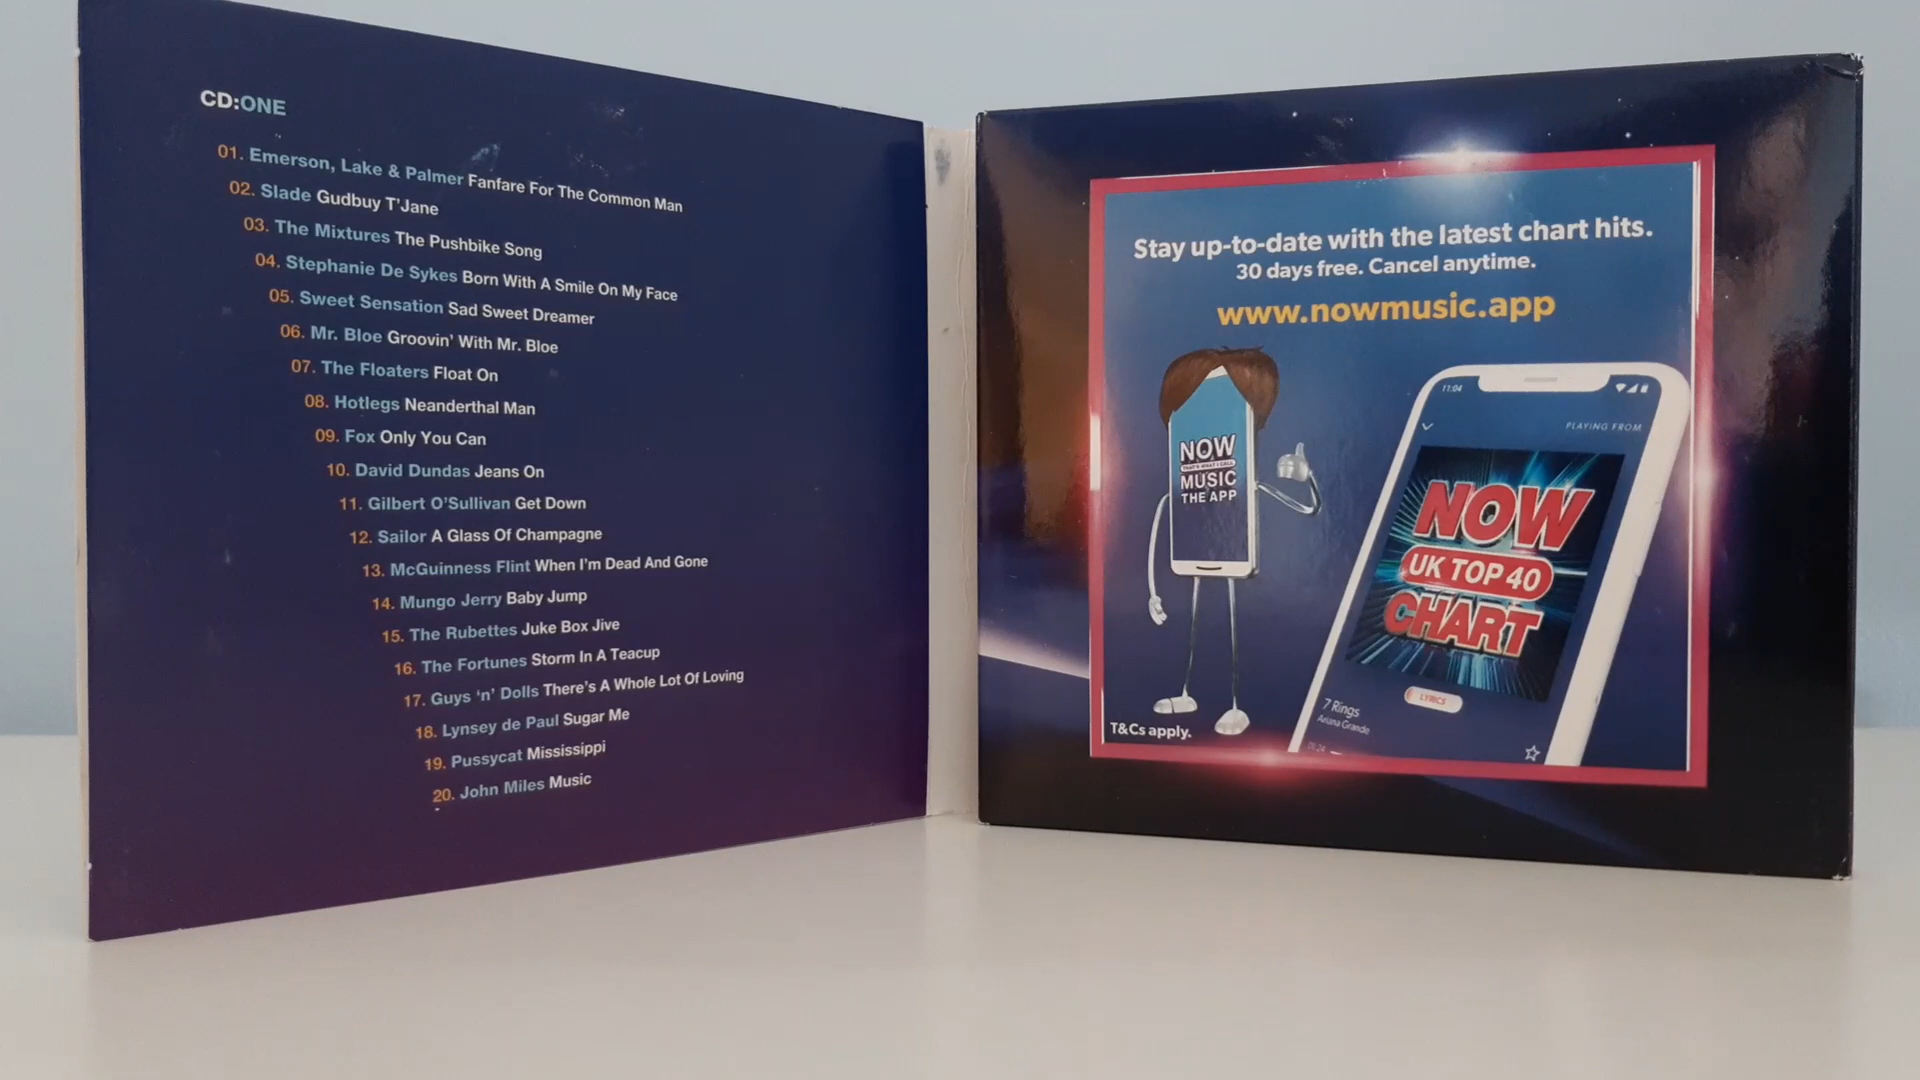 CD:ONE
01. Emerson, Lake & Palmer Fanfare For The Common Man
02. Slade Gudbuy T'Jane
03. The Mixtures The Pushbike Song
04. Stephanie De Sykes Born With A Smile On My Face
05. Sweet Sensation Sad Sweet Dreamer
06. Mr. Bloe Groovin' With Mr. Bloe
07. The Floaters Float On
08. Hotlegs Neanderthal Man
09. Fox Only You Can
10. David Dundas Jeans On
11. Gilbert O'Sullivan Get Down
12. Sailor A Glass Of Champagne
13. McGuinness Flint When I'm Dead And Gone
14. Mungo Jerry Baby Jump
15. The Rubettes Juke Box Jive
16. The Fortunes Storm In A Teacup
17. Guys 'n' Dolls There's A Whole Lot Of Loving
18. Lynsey de Paul Sugar Me
19. Pussycat Mississippi
20. John Miles Music
Stay up-to-date with the latest chart hits.
30 days free. Cancel anytime.
www.nowmusic.app
NOW
THAT'S WHAT I CALL
MUSIC
THE APP
T&Cs apply.
11:04
PLAYING FROM
NOW
UK TOP 40
CHART
LYRICS
7 Rings
Ariana Grande